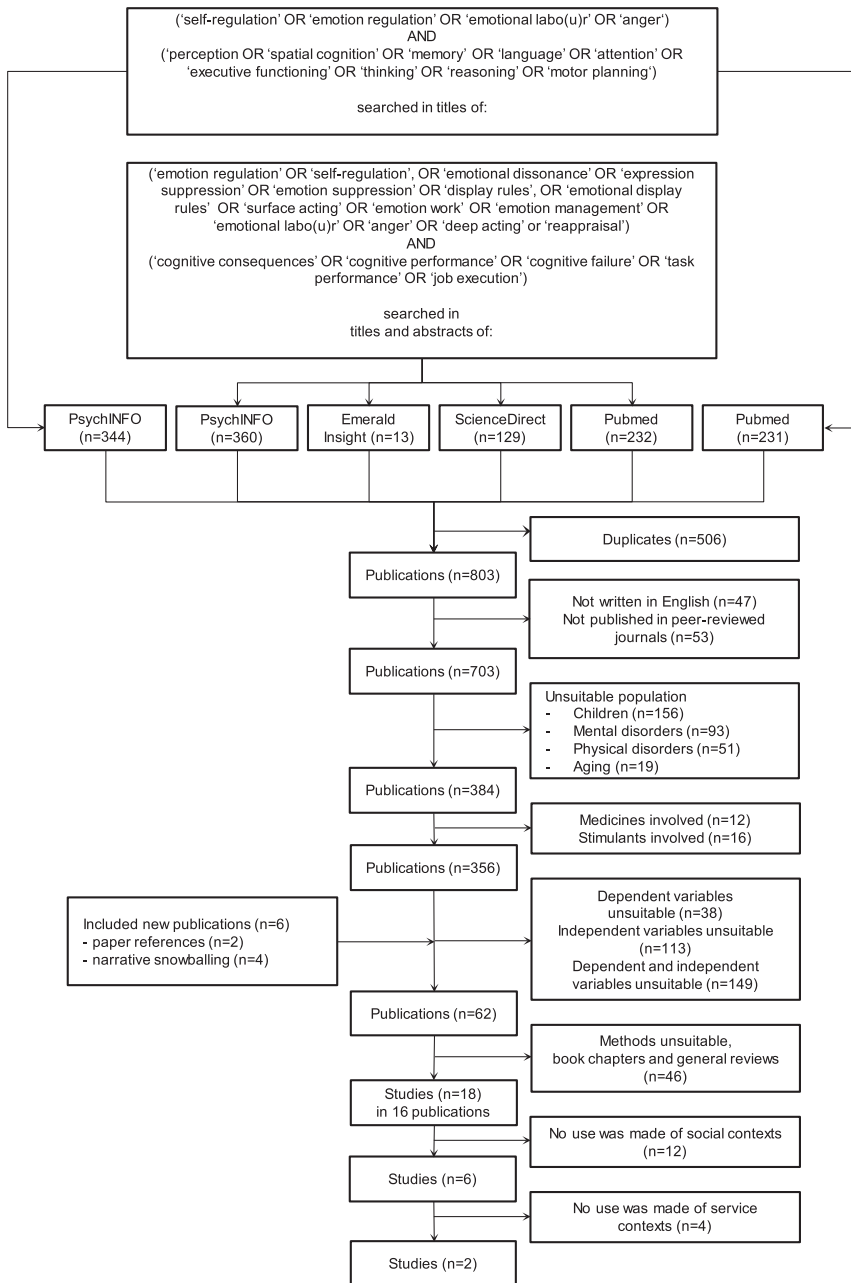 (‘self-regulation’ OR ‘emotion regulation’ OR ‘emotional labo(u)r’ OR ‘anger‘)
AND
(‘perception OR ‘spatial cognition’ OR ‘memory’ OR ‘language’ OR ‘attention’ OR
‘executive functioning’ OR ‘thinking’ OR ‘reasoning’ OR ‘motor planning‘)
searched in titles of:
(‘emotion regulation’ OR ‘self-regulation’, OR ‘emotional dissonance’ OR ‘expression
suppression’ OR ‘emotion suppression’ OR ‘display rules’, OR ‘emotional display
rules’ OR ‘surface acting’ OR ‘emotion work’ OR ‘emotion management’ OR
‘emotional labo(u)r’ OR ‘anger’ OR ‘deep acting’ or ‘reappraisal’)
AND
(‘cognitive consequences’ OR ‘cognitive performance’ OR ‘cognitive failure’ OR ‘task
performance’ OR ‘job execution’)
searched in
titles and abstracts of:
PsychINFO
(n=344)
PsychINFO
(n=360)
Emerald
Insight (n=13)
ScienceDirect
(n=129)
Pubmed
(n=232)
Pubmed
(n=231)
Duplicates (n=506)
Publications (n=803)
Not written in English (n=47)
Not published in peer-reviewed
journals (n=53)
Publications (n=703)
Unsuitable population
- Children (n=156)
- Mental disorders (n=93)
- Physical disorders (n=51)
- Aging (n=19)
Publications (n=384)
Medicines involved (n=12)
Stimulants involved (n=16)
Publications (n=356)
Included new publications (n=6)
- paper references (n=2)
- narrative snowballing (n=4)
Dependent variables
unsuitable (n=38)
Independent variables unsuitable
(n=113)
Dependent and independent
variables unsuitable (n=149)
Publications (n=62)
Methods unsuitable,
book chapters and general reviews
(n=46)
Studies (n=18)
in 16 publications
No use was made of social contexts
(n=12)
Studies (n=6)
No use was made of service
contexts (n=4)
Studies (n=2)